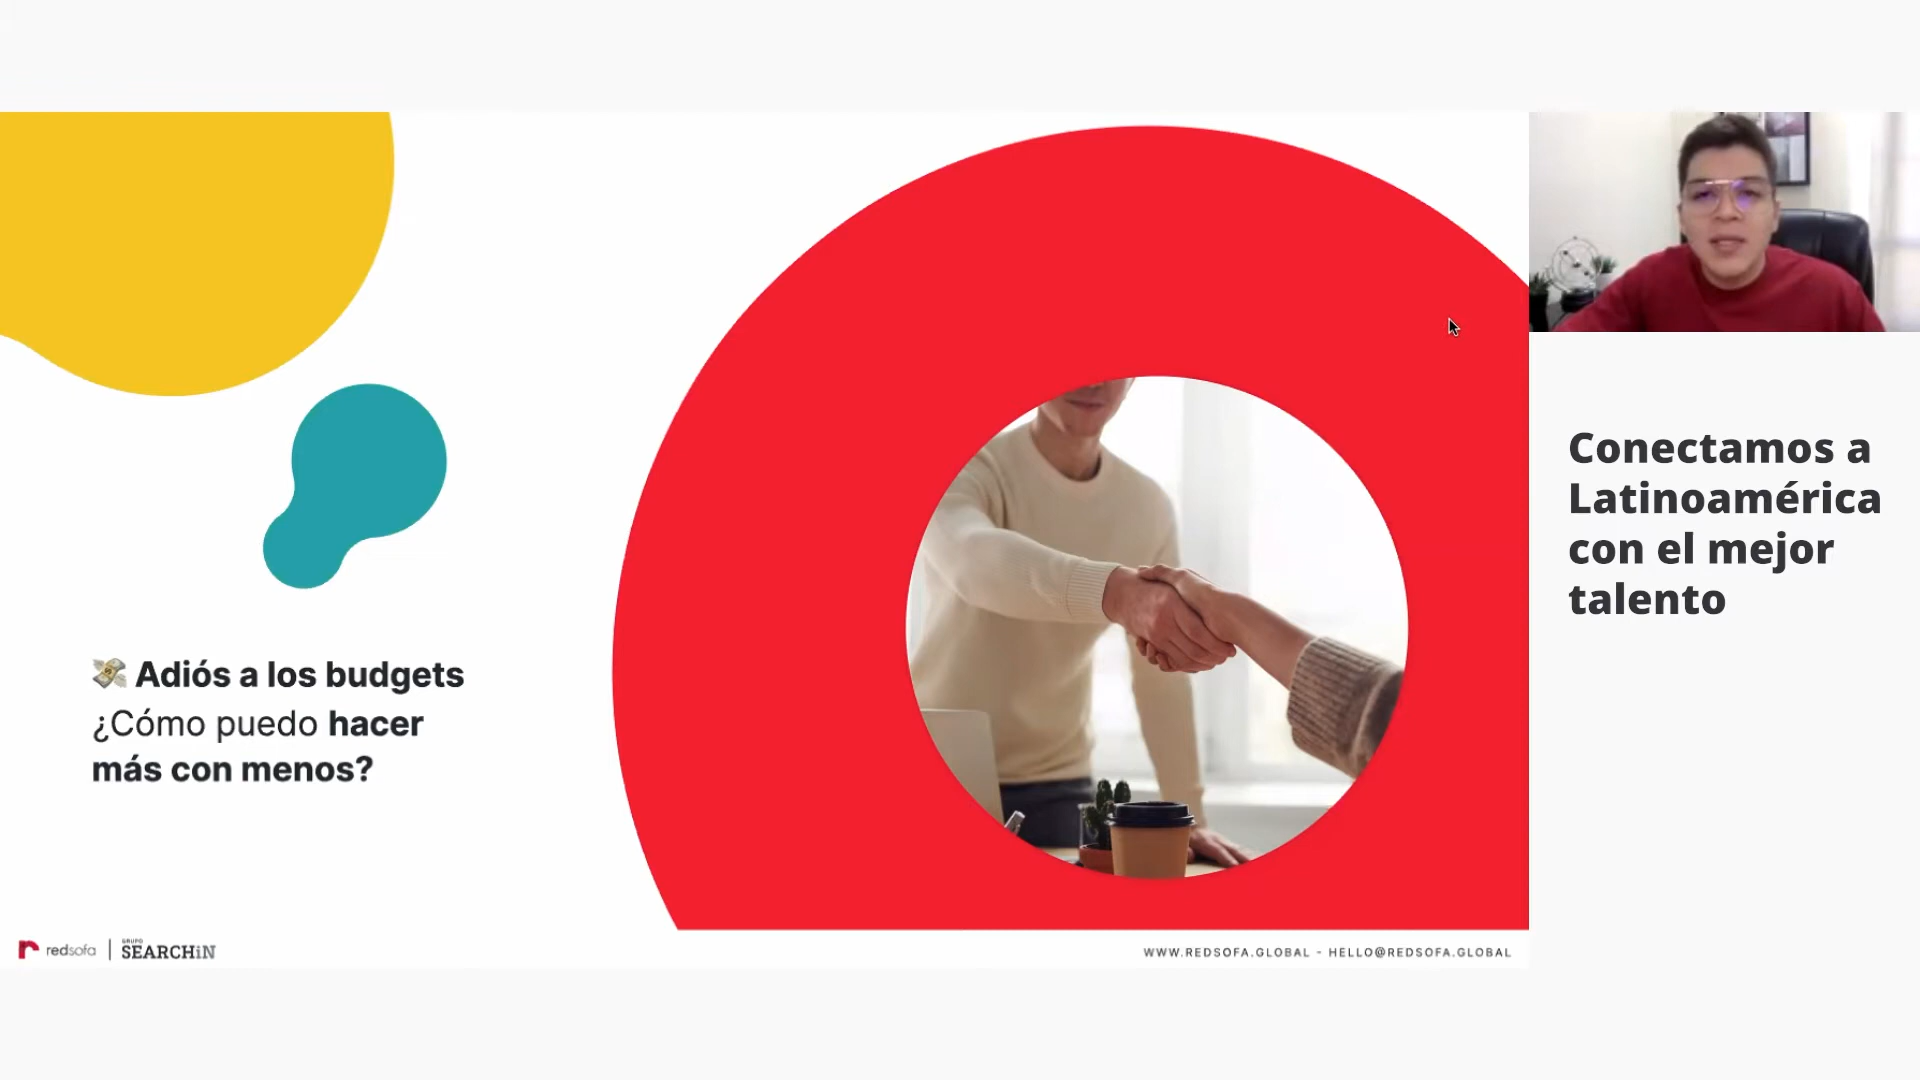 💸 Adiós a los budgets
¿Cómo puedo hacer
más con menos?
redsofa
GRUPO
SEARCHiN
WWW.REDSOFA.GLOBAL - HELLO@REDSOFA.GLOBAL
Conectamos a
Latinoamérica
con el mejor
talento